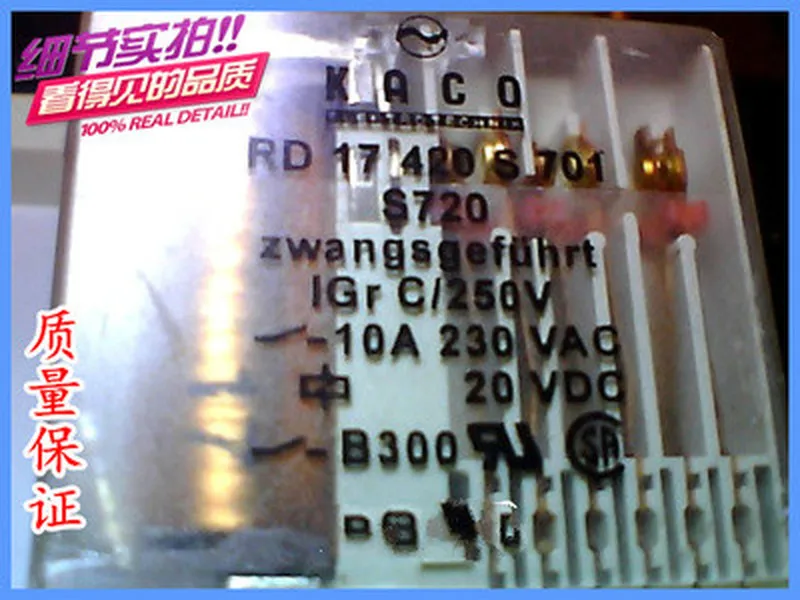 细节实拍!!
看得见的品质
100% REAL DETAIL!!
KACO
ELEKTROTECHNIK
RD 17 420 S 701
S720
zwangsgeführt
IGr C/250V
10A 230 VAC
20 VDC
B300
质量保证